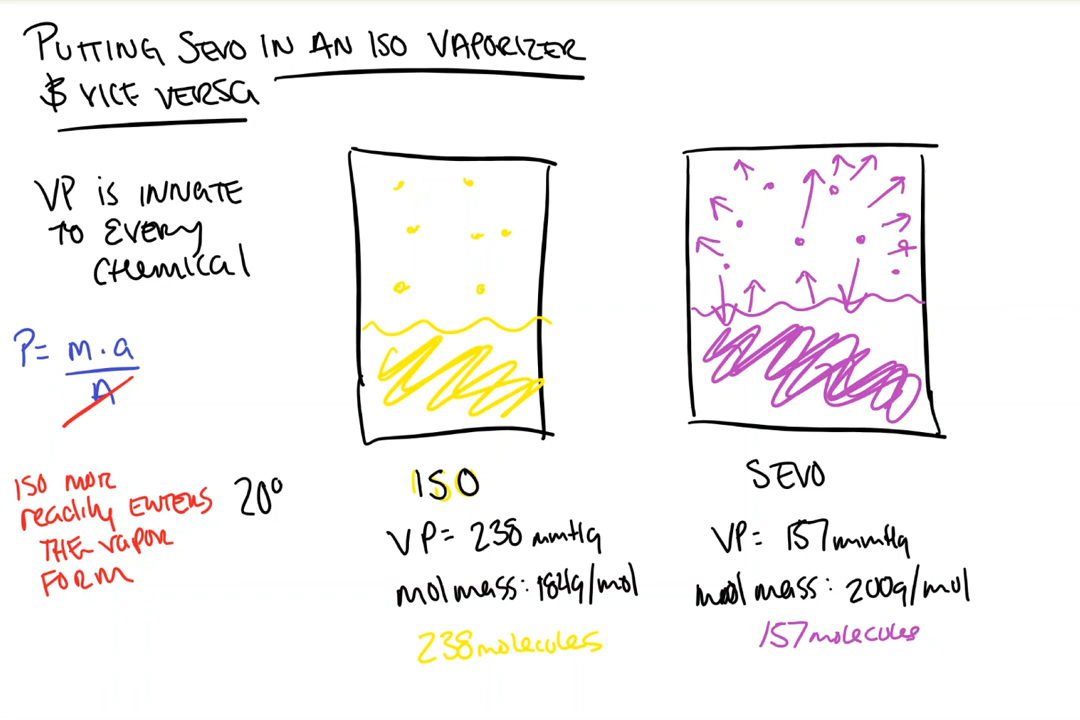 PUTTING SEVO IN AN ISO VAPORIZER
$ VICE VERSA
VP is INNATE
TO EVERY
CHEMICAL
P = m · a
A
ISO MORE
readily ENTERS
THE vapor
FORM
20°
ISO
VP = 238 mmHg
mol mass: 184g/mol
238 molecules
SEVO
VP = 157 mmHg
mol mass: 200g/mol
157 molecules